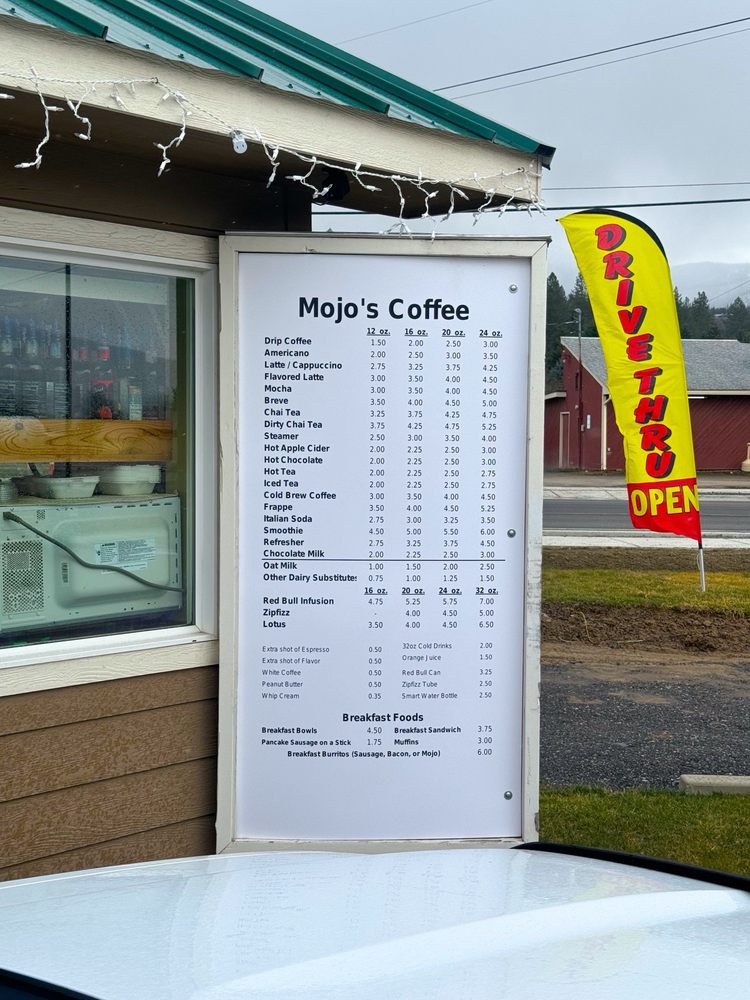 Mojo's Coffee
12 oz. 16 oz. 20 oz. 24 oz.
Drip Coffee 1.50 2.00 2.50 3.00
Americano 2.00 2.50 3.00 3.50
Latte / Cappuccino 2.75 3.25 3.75 4.25
Flavored Latte 3.00 3.50 4.00 4.50
Mocha 3.00 3.50 4.00 4.50
Breve 3.50 4.00 4.50 5.00
Chai Tea 3.25 3.75 4.25 4.75
Dirty Chai Tea 3.75 4.25 4.75 5.25
Steamer 2.50 3.00 3.50 4.00
Hot Apple Cider 2.00 2.25 2.50 3.00
Hot Chocolate 2.00 2.25 2.50 3.00
Hot Tea 2.00 2.25 2.50 2.75
Iced Tea 2.00 2.25 2.50 2.75
Cold Brew Coffee 3.00 3.50 4.00 4.50
Frappe 3.50 4.00 4.50 5.25
Italian Soda 2.75 3.00 3.25 3.50
Smoothie 4.50 5.00 5.50 6.00
Refresher 2.75 3.25 3.75 4.50
Chocolate Milk 2.00 2.25 2.50 3.00
Oat Milk 1.00 1.50 2.00 2.50
Other Dairy Substitutes 0.75 1.00 1.25 1.50
16 oz. 20 oz. 24 oz. 32 oz.
Red Bull Infusion 4.75 5.25 5.75 7.00
Zipfizz - 4.00 4.50 5.00
Lotus 3.50 4.00 4.50 6.50
Extra shot of Espresso 0.50 32oz Cold Drinks 2.00
Extra shot of Flavor 0.50 Orange Juice 1.50
White Coffee 0.50 Red Bull Can 3.25
Peanut Butter 0.50 Zipfizz Tube 2.50
Whip Cream 0.35 Smart Water Bottle 2.50
Breakfast Foods
Breakfast Bowls 4.50 Breakfast Sandwich 3.75
Pancake Sausage on a Stick 1.75 Muffins 3.00
Breakfast Burritos (Sausage, Bacon, or Mojo) 6.00
DRIVE THRU
OPEN